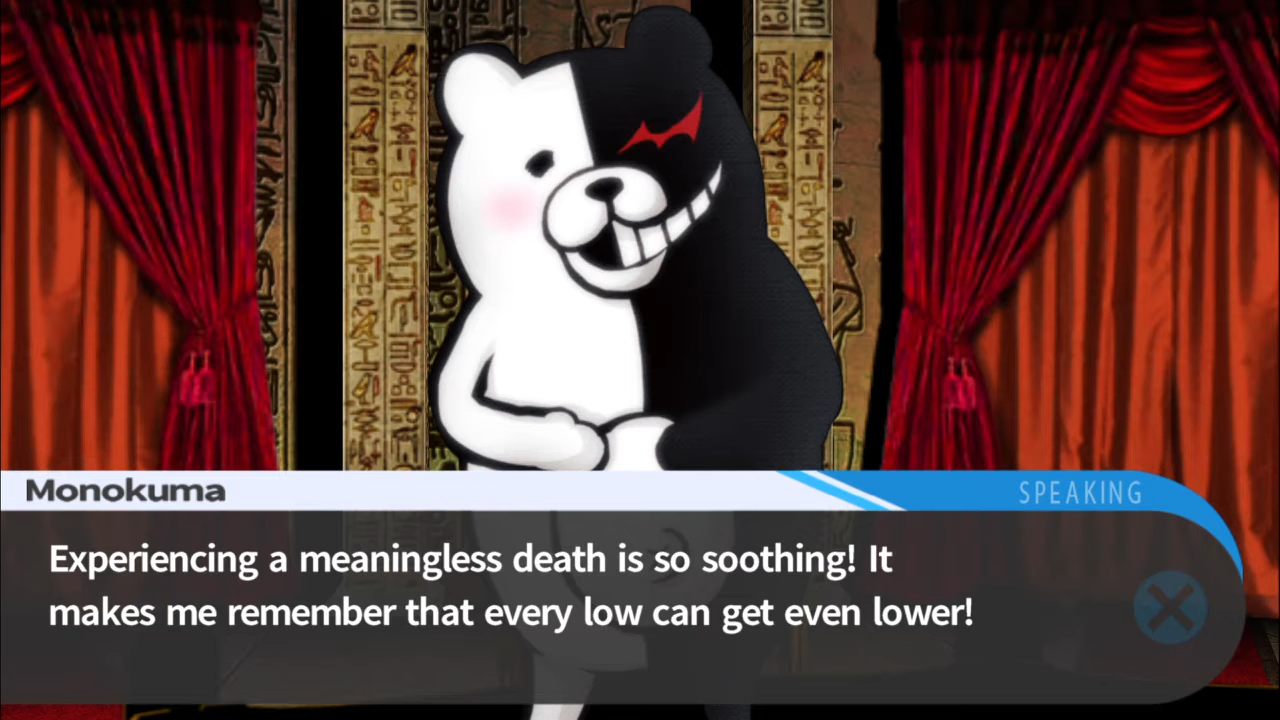 Monokuma
SPEAKING
Experiencing a meaningless death is so soothing! It
makes me remember that every low can get even lower!